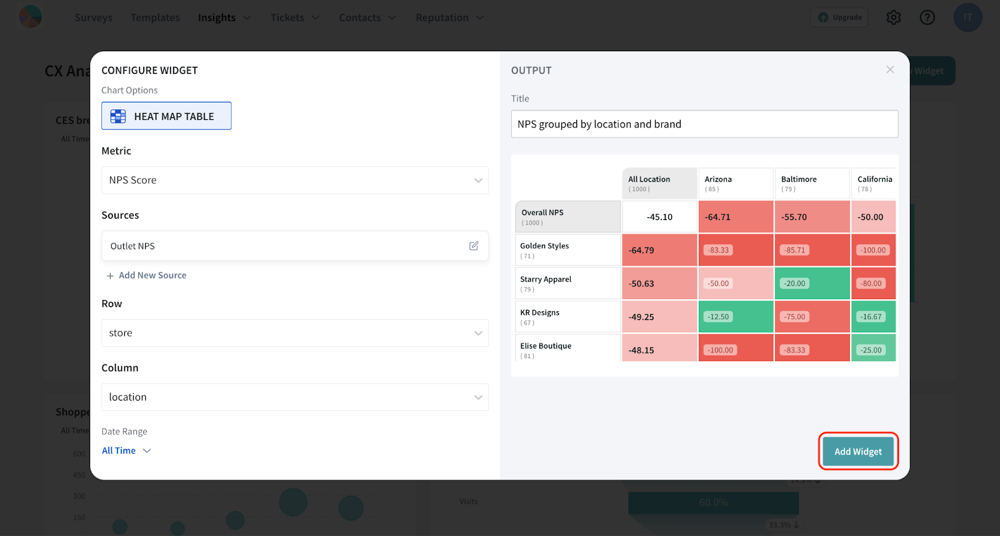 Surveys Templates Insights Tickets Contacts Reputation Upgrade IT
CX Ana
Widget
CES bre
All Time
Shoppe
All Time
600
450
300
150
Visits
60.0%
14.3%
33.3%
CONFIGURE WIDGET
Chart Options
HEAT MAP TABLE
Metric
NPS Score
Sources
Outlet NPS
+ Add New Source
Row
store
Column
location
Date Range
All Time
OUTPUT
Title
NPS grouped by location and brand
All Location Arizona Baltimore California
( 1000 ) ( 85 ) ( 79 ) ( 78 )
Overall NPS
( 1000 )
-45.10 -64.71 -55.70 -50.00
Golden Styles
( 71 )
-64.79 -83.33 -85.71 -100.00
Starry Apparel
( 79 )
-50.63 -50.00 -20.00 -80.00
KR Designs
( 67 )
-49.25 -12.50 -75.00 -16.67
Elise Boutique
( 81 )
-48.15 -100.00 -83.33 -25.00
Add Widget